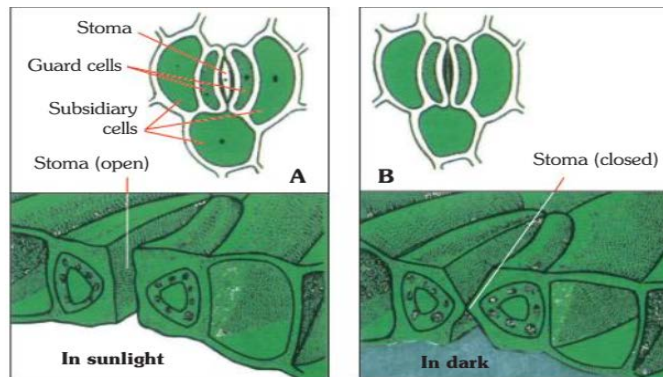 Stoma
Guard cells
Subsidiary
cells
Stoma (open)
A
In sunlight
B
Stoma (closed)
In dark